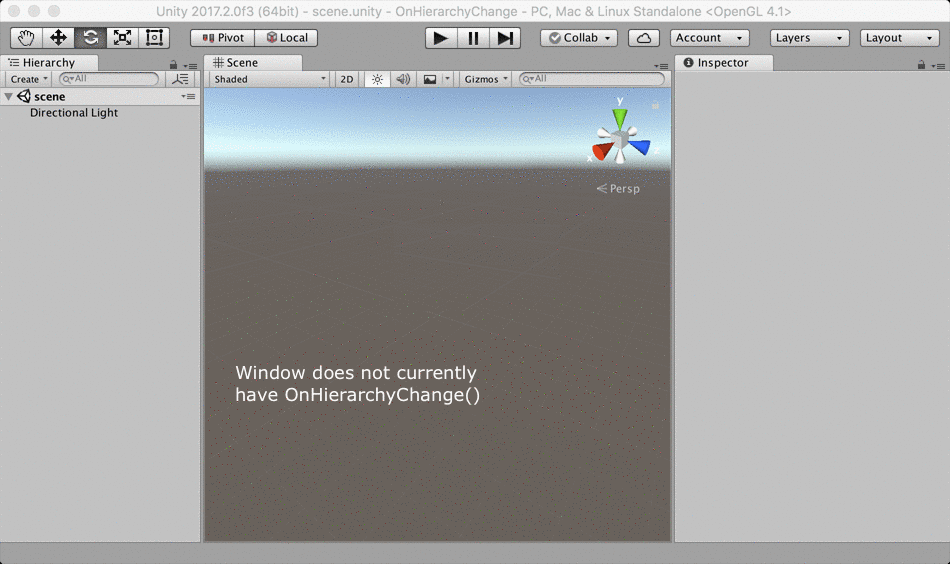 Unity 2017.2.0f3 (64bit) - scene.unity - OnHierarchyChange - PC, Mac & Linux Standalone <OpenGL 4.1>
Pivot Local Collab Account Layers Layout
Hierarchy Scene Inspector
Create All Shaded 2D Gizmos All
scene
Directional Light
y
x
Persp
Window does not currently
have OnHierarchyChange()